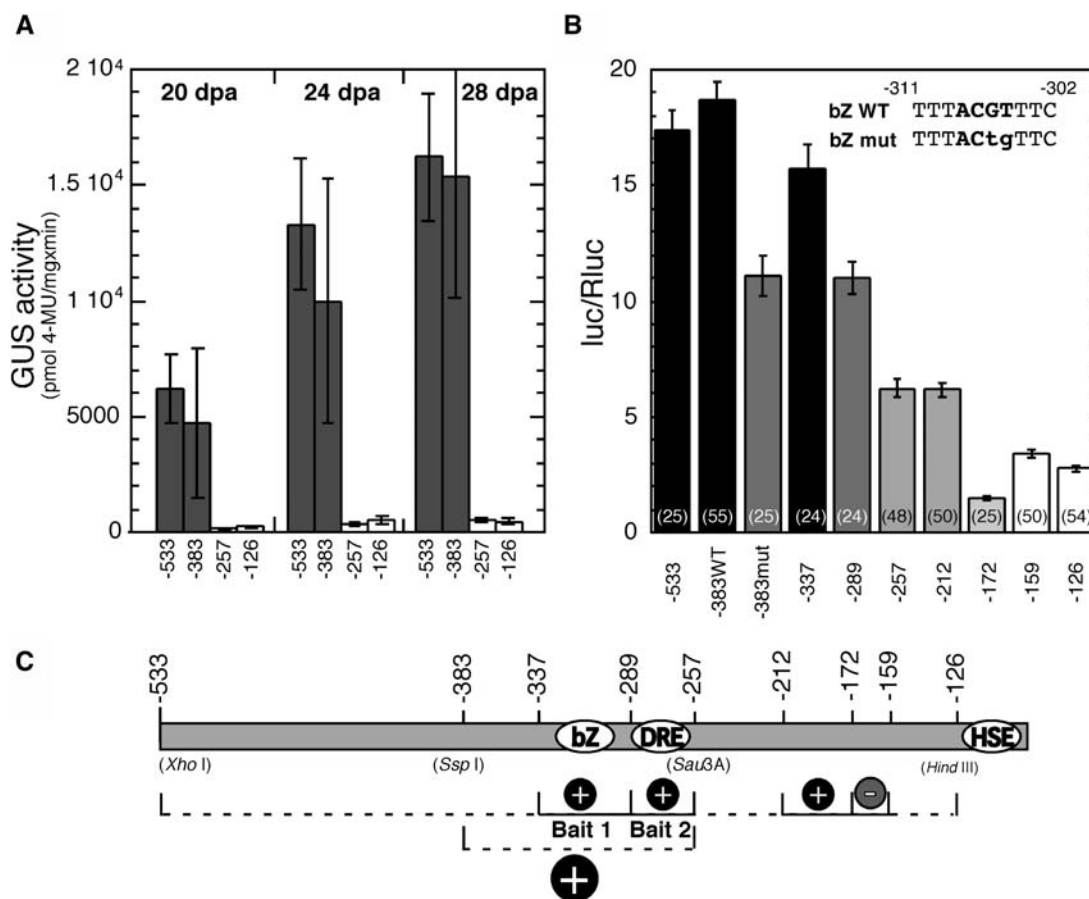 A
GUS activity
(pmol 4-MU/mgxmin)
2 10⁴
1.5 10⁴
1 10⁴
5000
0
20 dpa
24 dpa
28 dpa
-533
-383
-257
-126
-533
-383
-257
-126
-533
-383
-257
-126
B
luc/Rluc
20
15
10
5
0
-311
-302
bZ WT TTTACGTTTC
bZ mut TTTACtgTTC
(25)
(55)
(25)
(24)
(24)
(48)
(50)
(25)
(50)
(54)
-533
-383WT
-383mut
-337
-289
-257
-212
-172
-159
-126
C
-533
-383
-337
-289
-257
-212
-172
-159
-126
bZ
DRE
HSE
(Xho I)
(Ssp I)
(Sau3A)
(Hind III)
+
+
+
-
Bait 1
Bait 2
+